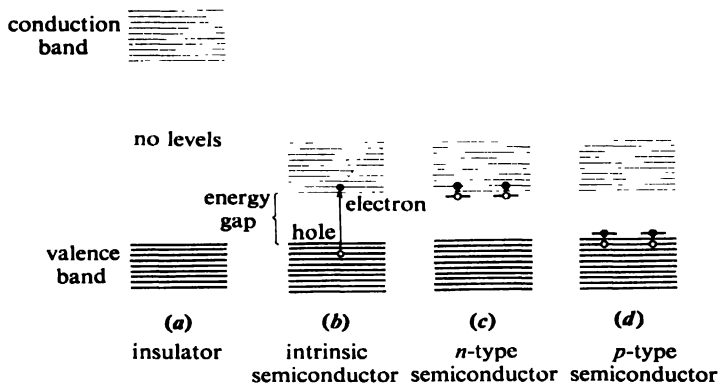 conduction
band
no levels
energy
gap
electron
hole
valence
band
(a)
(b)
(c)
(d)
insulator
intrinsic
semiconductor
n-type
semiconductor
p-type
semiconductor